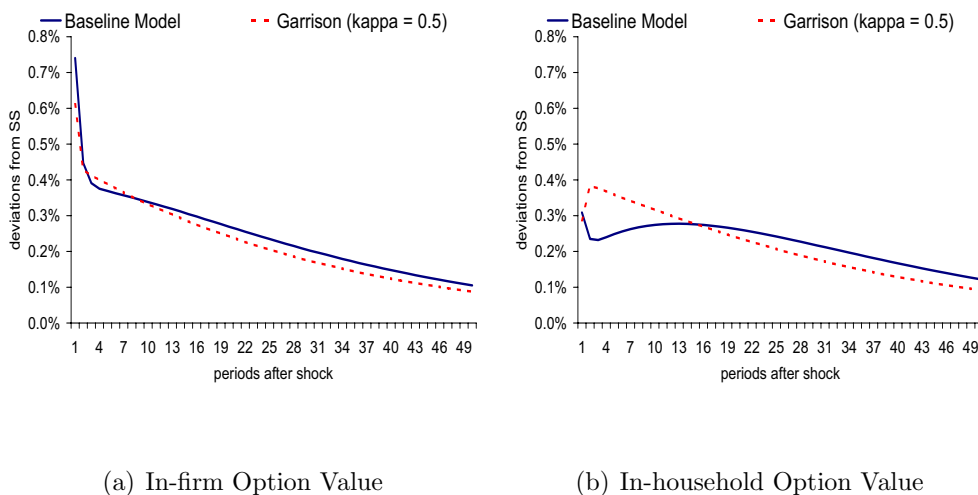 Baseline Model Garrison (kappa = 0.5)
0.8%
0.7%
0.6%
0.5%
0.4%
0.3%
0.2%
0.1%
0.0%
deviations from SS
1 4 7 10 13 16 19 22 25 28 31 34 37 40 43 46 49
periods after shock
(a) In-firm Option Value
Baseline Model Garrison (kappa = 0.5)
0.8%
0.7%
0.6%
0.5%
0.4%
0.3%
0.2%
0.1%
0.0%
deviations from SS
1 4 7 10 13 16 19 22 25 28 31 34 37 40 43 46 49
periods after shock
(b) In-household Option Value